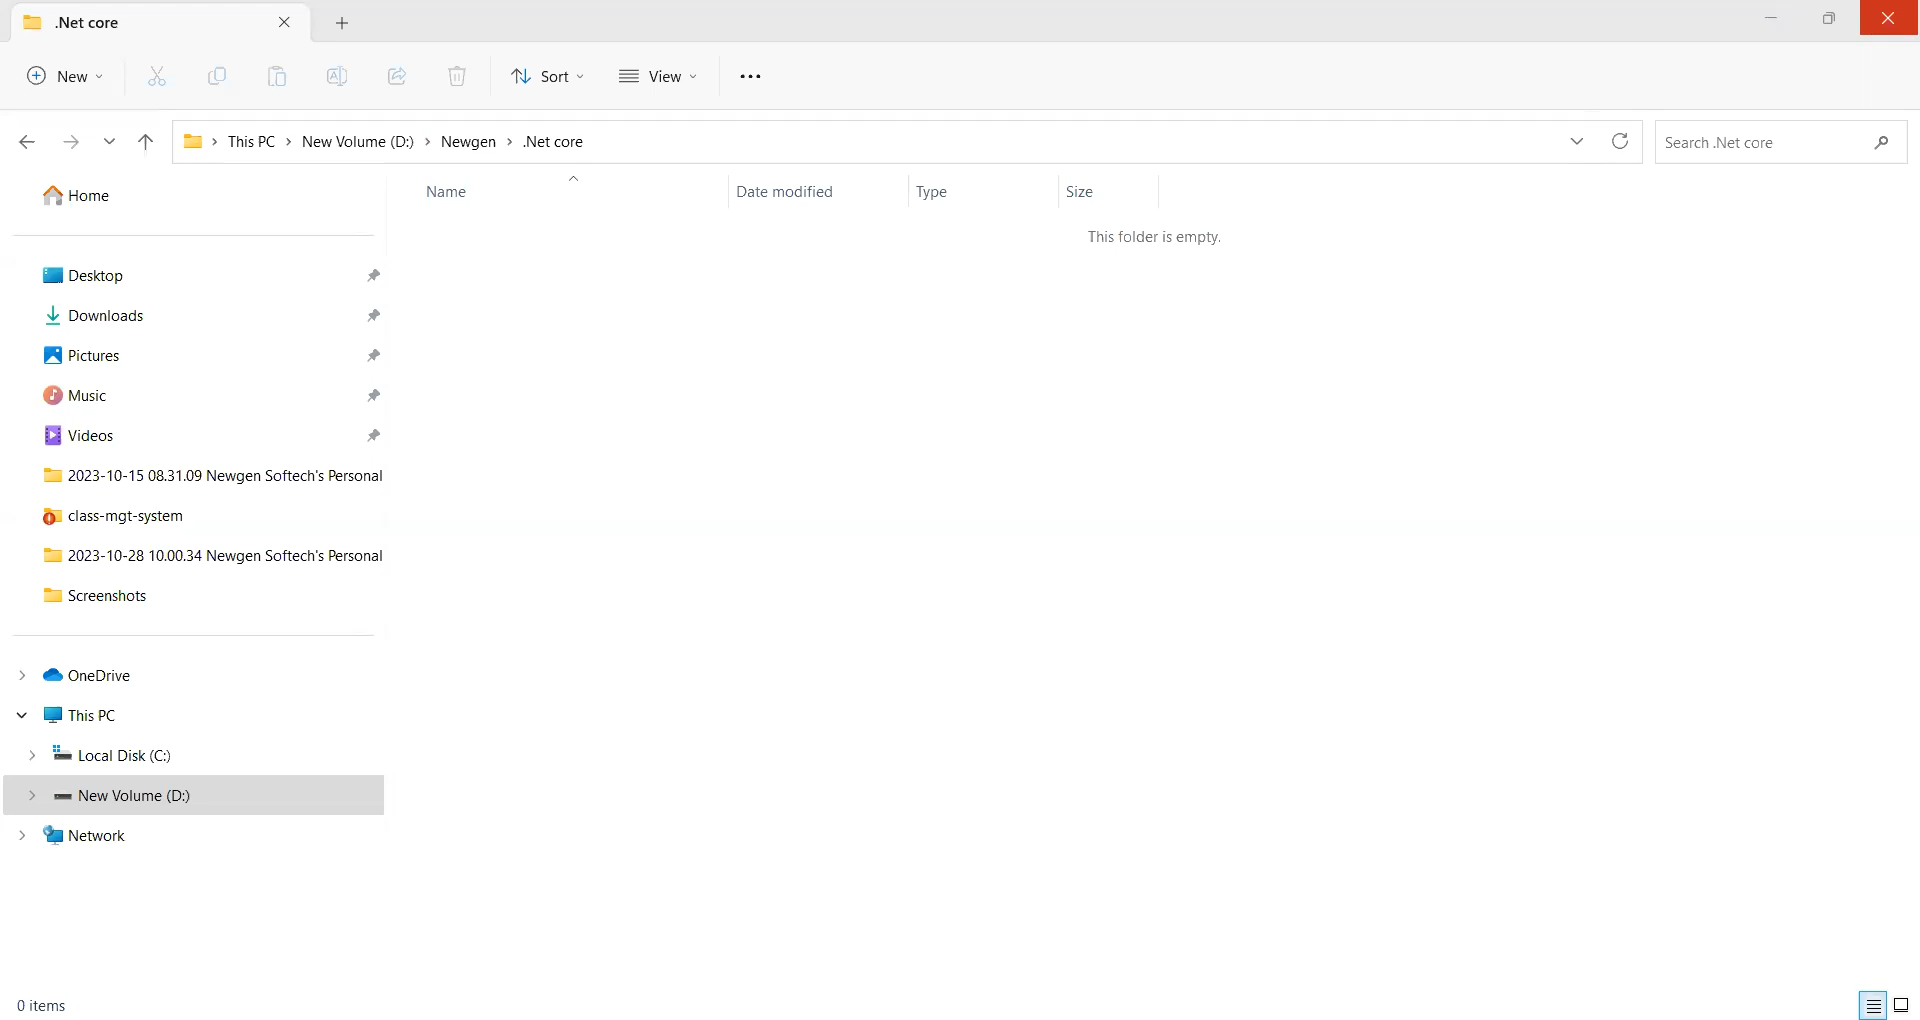 .Net core
New
Sort
View
This PC
New Volume (D:)
Newgen
.Net core
Search .Net core
Home
Name
Date modified
Type
Size
This folder is empty.
Desktop
Downloads
Pictures
Music
Videos
2023-10-15 08.31.09 Newgen Softech's Personal
class-mgt-system
2023-10-28 10.00.34 Newgen Softech's Personal
Screenshots
OneDrive
This PC
Local Disk (C:)
New Volume (D:)
Network
0 items